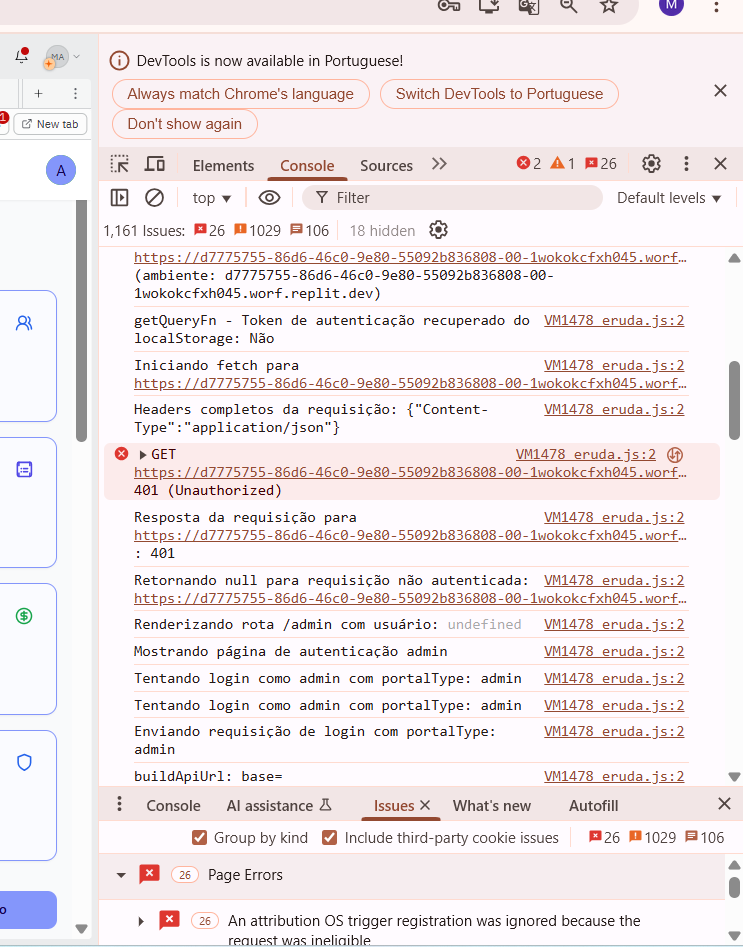 M
DevTools is now available in Portuguese!
Always match Chrome's language
Switch DevTools to Portuguese
Don't show again
MA
+
1
New tab
A
Elements
Console
Sources
2
1
26
top
Filter
Default levels
1,161 Issues: 26 1029 106 18 hidden
https://d7775755-86d6-46c0-9e80-55092b836808-00-1wokokcfxh045.worf…
(ambiente: d7775755-86d6-46c0-9e80-55092b836808-00-
1wokokcfxh045.worf.replit.dev)
getQueryFn - Token de autenticação recuperado do VM1478 eruda.js:2
localStorage: Não
Iniciando fetch para VM1478 eruda.js:2
https://d7775755-86d6-46c0-9e80-55092b836808-00-1wokokcfxh045.worf…
Headers completos da requisição: {"Content- VM1478 eruda.js:2
Type":"application/json"}
GET VM1478 eruda.js:2
https://d7775755-86d6-46c0-9e80-55092b836808-00-1wokokcfxh045.worf…
401 (Unauthorized)
Resposta da requisição para VM1478 eruda.js:2
https://d7775755-86d6-46c0-9e80-55092b836808-00-1wokokcfxh045.worf…
: 401
Retornando null para requisição não autenticada: VM1478 eruda.js:2
https://d7775755-86d6-46c0-9e80-55092b836808-00-1wokokcfxh045.worf…
Renderizando rota /admin com usuário: undefined VM1478 eruda.js:2
Mostrando página de autenticação admin VM1478 eruda.js:2
Tentando login como admin com portalType: admin VM1478 eruda.js:2
Tentando login como admin com portalType: admin VM1478 eruda.js:2
Enviando requisição de login com portalType: VM1478 eruda.js:2
admin
buildApiUrl: base= VM1478 eruda.js:2
Console
AI assistance
Issues
What's new
Autofill
Group by kind
Include third-party cookie issues
26 1029 106
26 Page Errors
26 An attribution OS trigger registration was ignored because the
request was ineligible
o